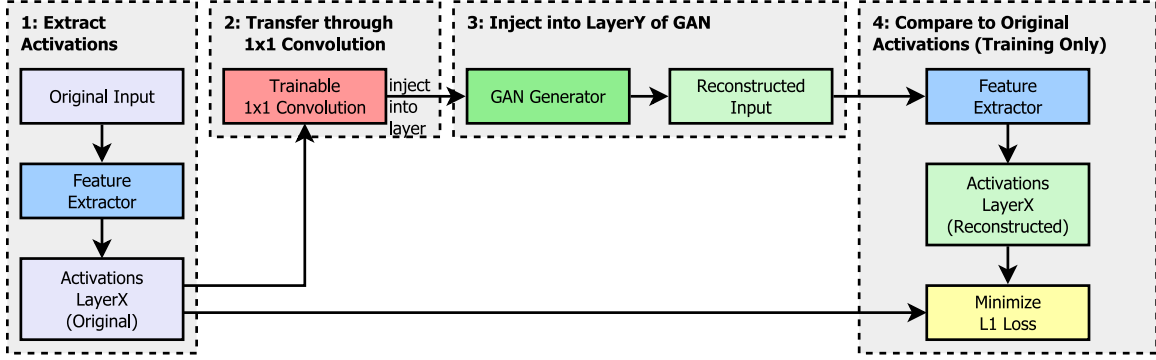 1: Extract
Activations
Original Input
Feature
Extractor
Activations
LayerX
(Original)
2: Transfer through
1x1 Convolution
Trainable
1x1 Convolution
inject
into
layer
3: Inject into LayerY of GAN
GAN Generator
Reconstructed
Input
4: Compare to Original
Activations (Training Only)
Feature
Extractor
Activations
LayerX
(Reconstructed)
Minimize
L1 Loss